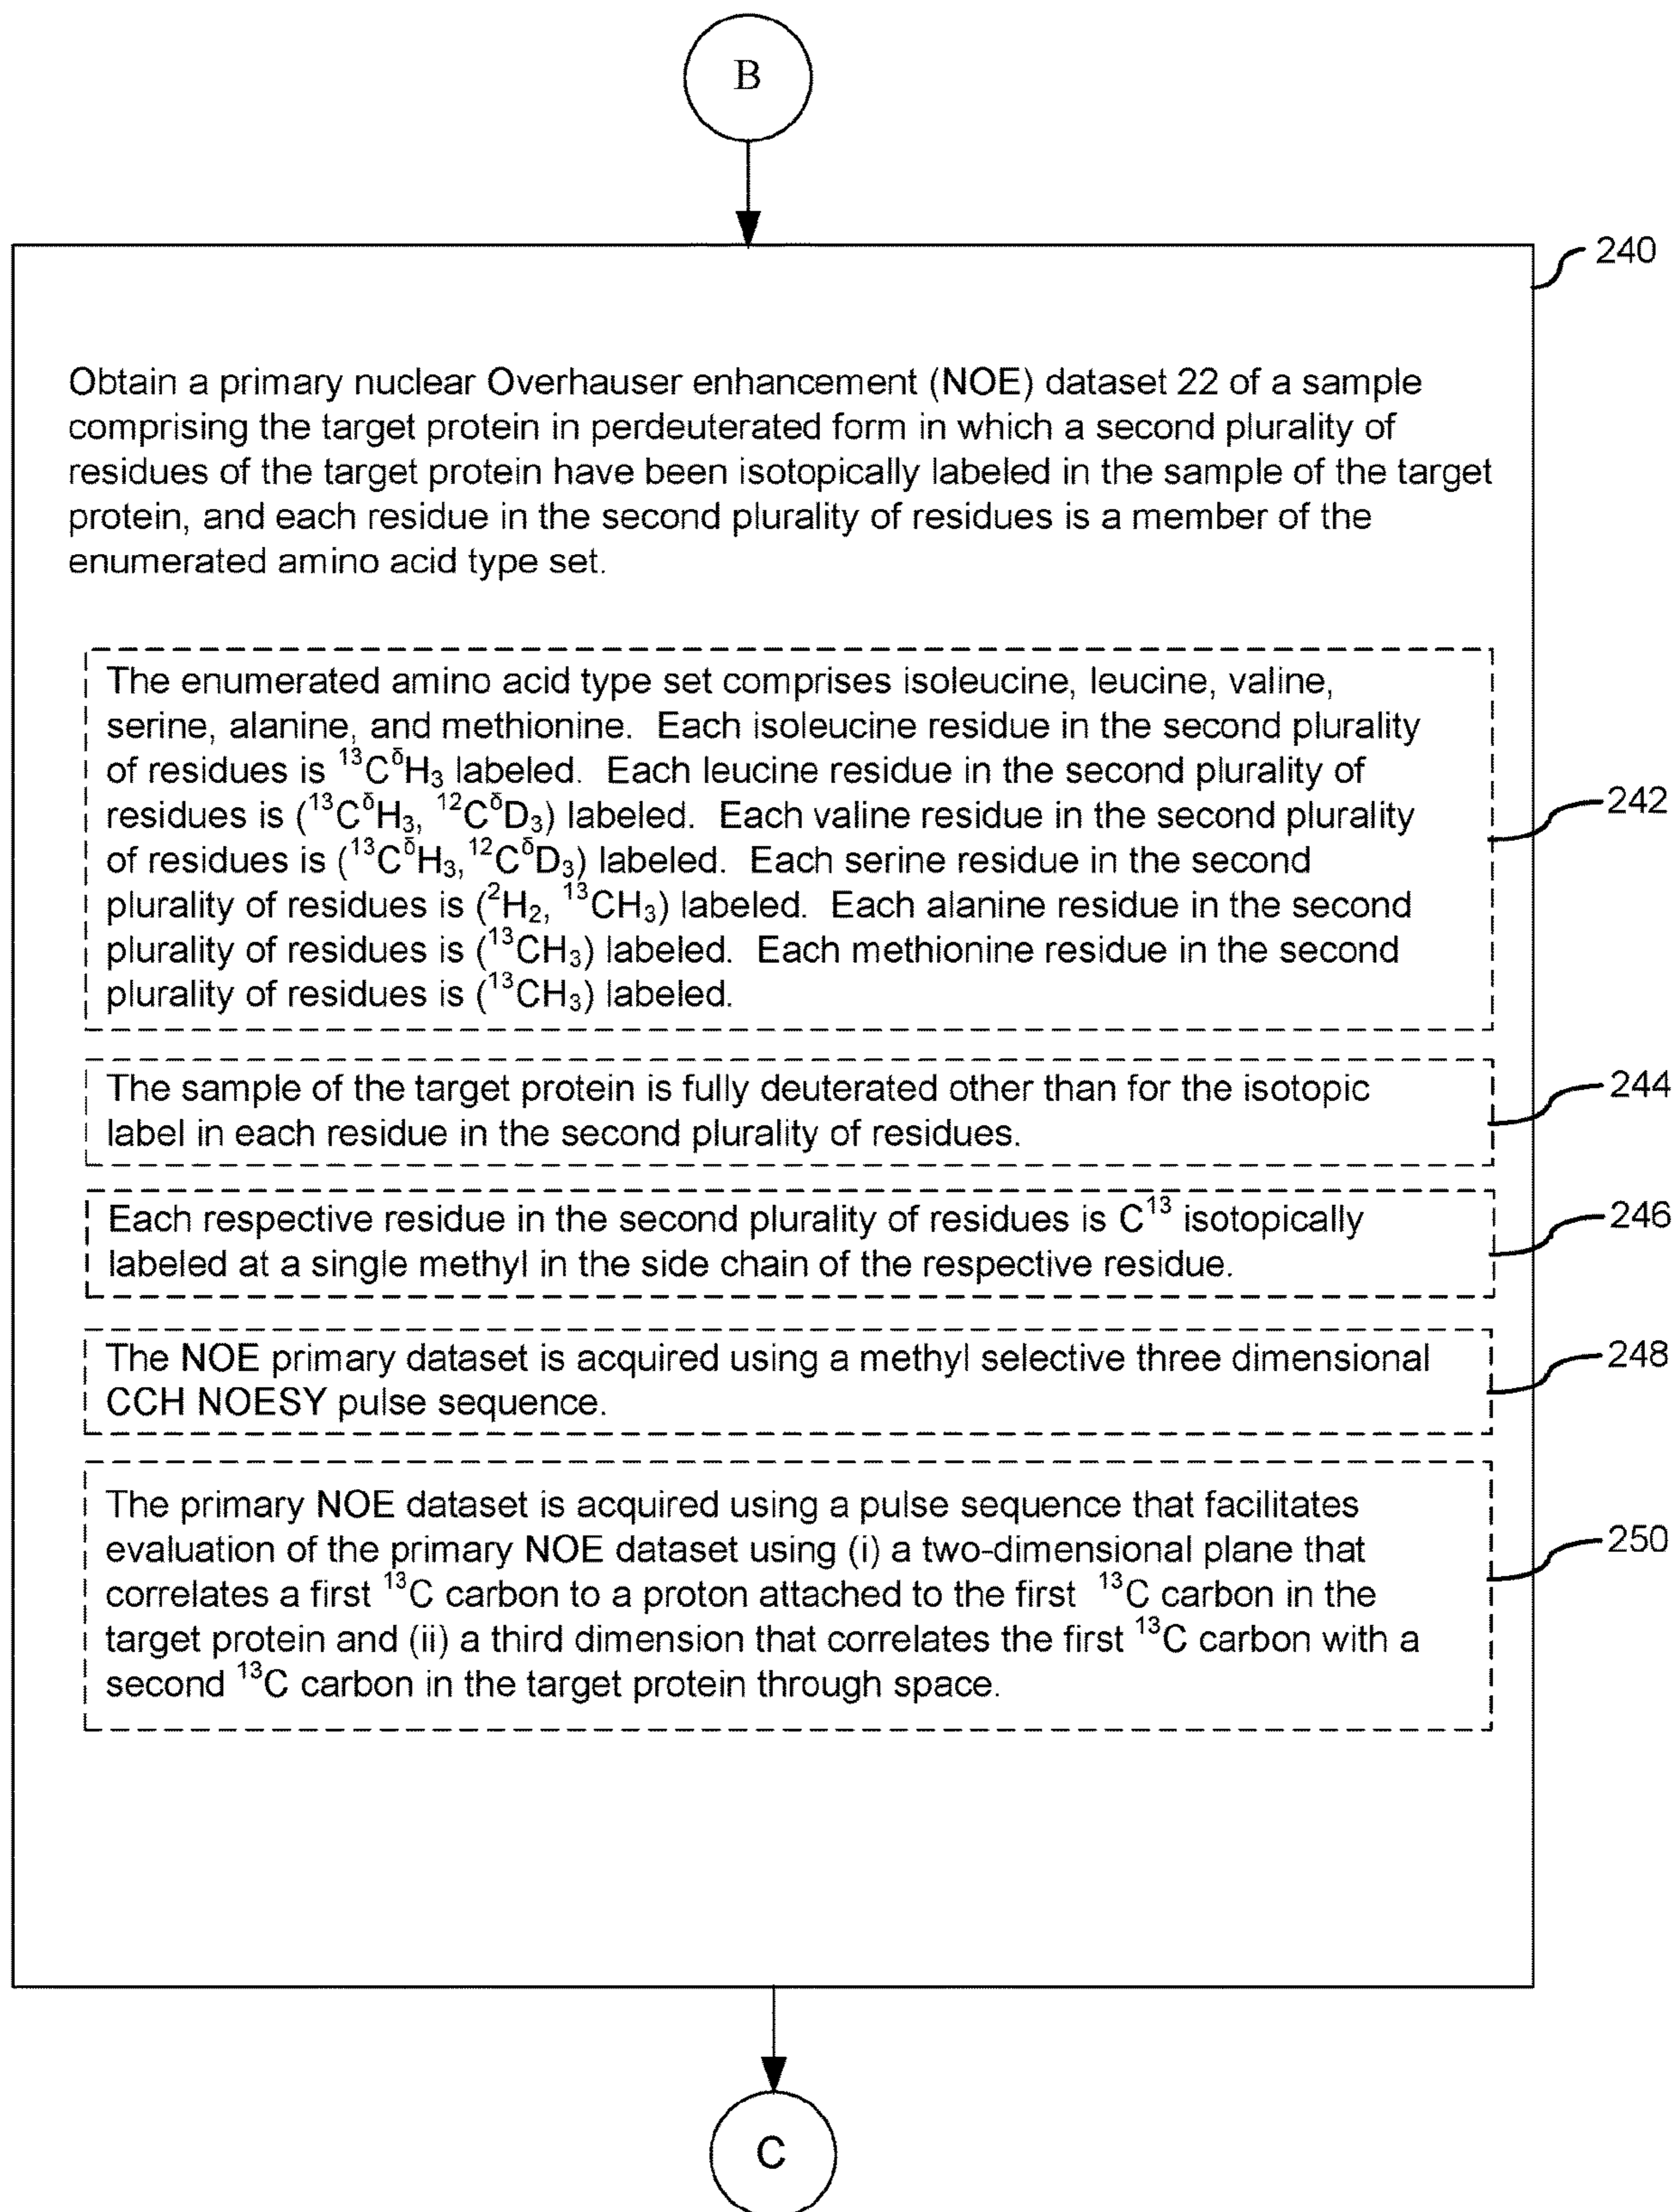 B
240
Obtain a primary nuclear Overhauser enhancement (NOE) dataset 22 of a sample
comprising the target protein in perdeuterated form in which a second plurality of
residues of the target protein have been isotopically labeled in the sample of the target
protein, and each residue in the second plurality of residues is a member of the
enumerated amino acid type set.
The enumerated amino acid type set comprises isoleucine, leucine, valine,
serine, alanine, and methionine. Each isoleucine residue in the second plurality
of residues is ¹³CᵟH₃ labeled. Each leucine residue in the second plurality of
residues is (¹³CᵟH₃, ¹²CᵟD₃) labeled. Each valine residue in the second plurality
of residues is (¹³CᵟH₃, ¹²CᵟD₃) labeled. Each serine residue in the second
plurality of residues is (²H₂, ¹³CH₃) labeled. Each alanine residue in the second
plurality of residues is (¹³CH₃) labeled. Each methionine residue in the second
plurality of residues is (¹³CH₃) labeled.
242
The sample of the target protein is fully deuterated other than for the isotopic
label in each residue in the second plurality of residues.
244
Each respective residue in the second plurality of residues is C¹³ isotopically
labeled at a single methyl in the side chain of the respective residue.
246
The NOE primary dataset is acquired using a methyl selective three dimensional
CCH NOESY pulse sequence.
248
The primary NOE dataset is acquired using a pulse sequence that facilitates
evaluation of the primary NOE dataset using (i) a two-dimensional plane that
correlates a first ¹³C carbon to a proton attached to the first ¹³C carbon in the
target protein and (ii) a third dimension that correlates the first ¹³C carbon with a
second ¹³C carbon in the target protein through space.
250
C